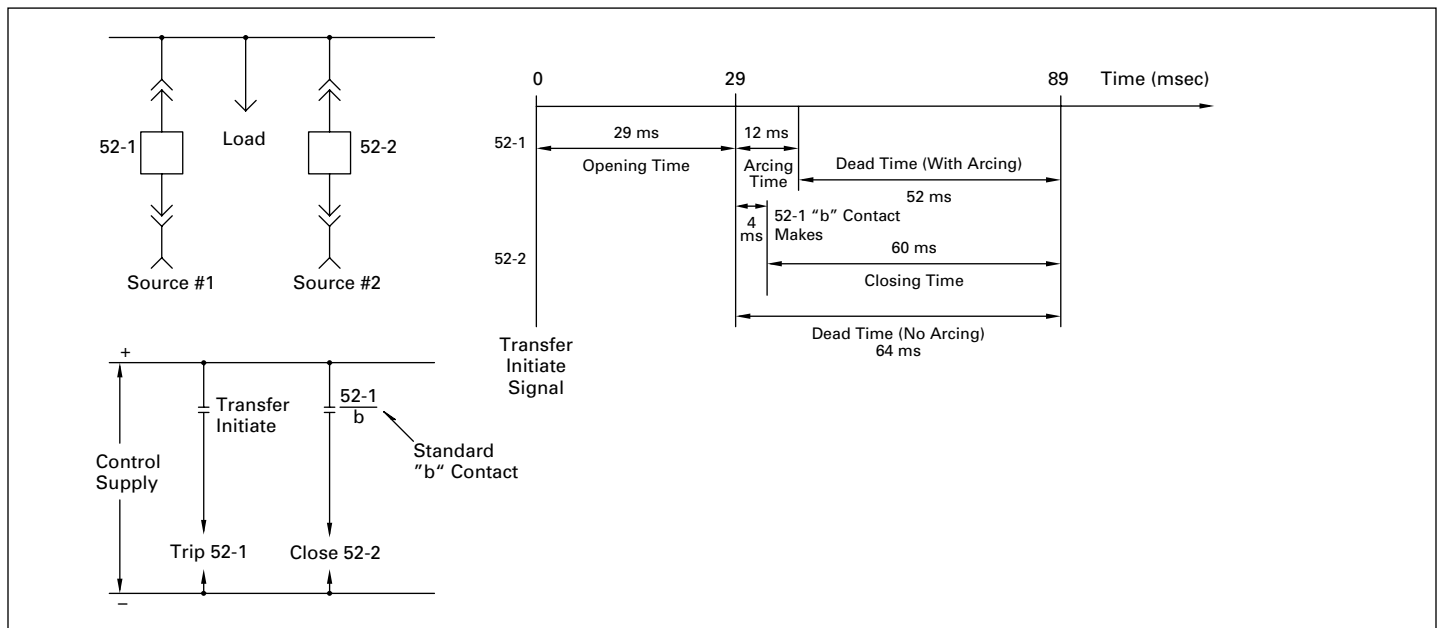 52-1
Load
52-2
Source #1
Source #2
0
29
89
Time (msec)
52-1
29 ms
Opening Time
12 ms
Arcing
Time
Dead Time (With Arcing)
52 ms
4
ms
52-1 “b” Contact
Makes
52-2
60 ms
Closing Time
Dead Time (No Arcing)
64 ms
Transfer
Initiate
Signal
+
Transfer
Initiate
52-1
b
Standard
”b“ Contact
Control
Supply
Trip 52-1
Close 52-2
–